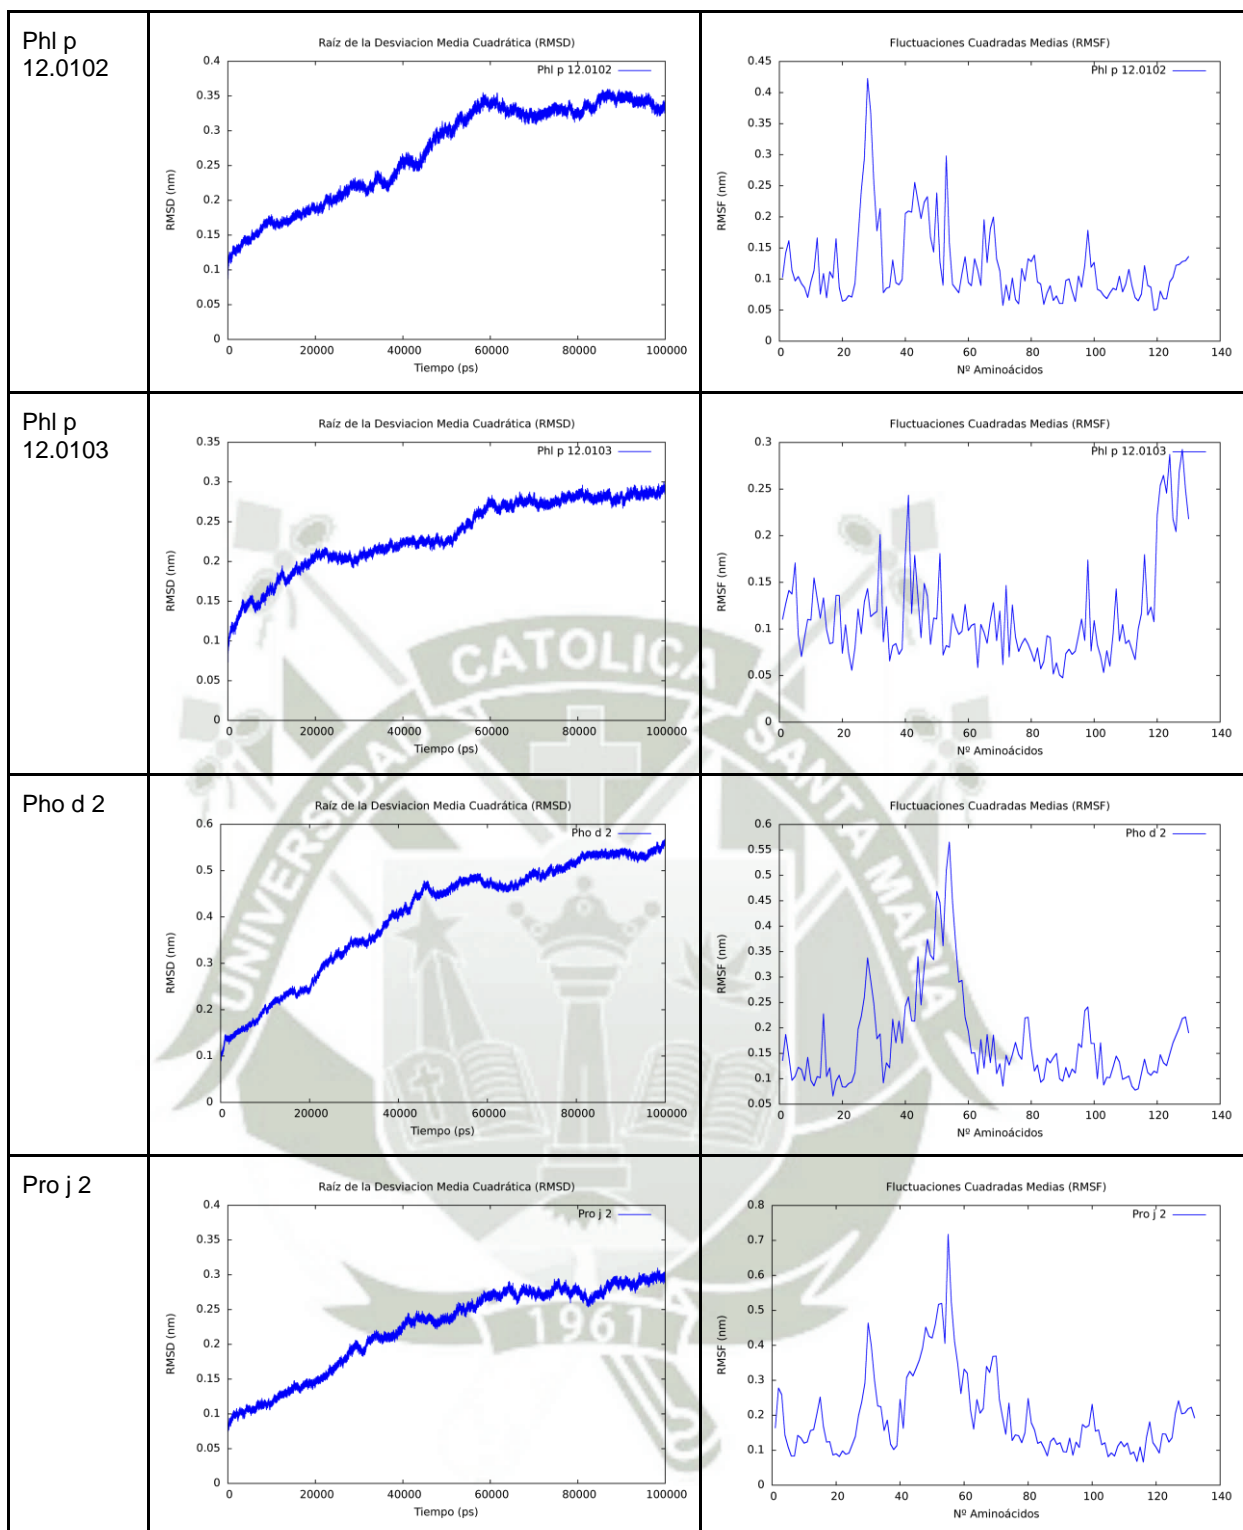 Phl p
12.0102
Raíz de la Desviacion Media Cuadrática (RMSD)
Phl p 12.0102
RMSD (nm)
0.4
0.35
0.3
0.25
0.2
0.15
0.1
0.05
0
0 20000 40000 60000 80000 100000
Tiempo (ps)
Fluctuaciones Cuadradas Medias (RMSF)
Phl p 12.0102
RMSF (nm)
0.45
0.4
0.35
0.3
0.25
0.2
0.15
0.1
0.05
0
0 20 40 60 80 100 120 140
Nº Aminoácidos
Phl p
12.0103
Raíz de la Desviacion Media Cuadrática (RMSD)
Phl p 12.0103
RMSD (nm)
0.35
0.3
0.25
0.2
0.15
0.1
0.05
0
0 20000 40000 60000 80000 100000
Tiempo (ps)
Fluctuaciones Cuadradas Medias (RMSF)
Phl p 12.0103
RMSF (nm)
0.3
0.25
0.2
0.15
0.1
0.05
0
0 20 40 60 80 100 120 140
Nº Aminoácidos
Pho d 2
Raíz de la Desviacion Media Cuadrática (RMSD)
Pho d 2
RMSD (nm)
0.6
0.5
0.4
0.3
0.2
0.1
0
0 20000 40000 60000 80000 100000
Tiempo (ps)
Fluctuaciones Cuadradas Medias (RMSF)
Pho d 2
RMSF (nm)
0.6
0.55
0.5
0.45
0.4
0.35
0.3
0.25
0.2
0.15
0.1
0.05
0 20 40 60 80 100 120 140
Nº Aminoácidos
Pro j 2
Raíz de la Desviacion Media Cuadrática (RMSD)
Pro j 2
RMSD (nm)
0.4
0.35
0.3
0.25
0.2
0.15
0.1
0.05
0
0 20000 40000 60000 80000 100000
Tiempo (ps)
Fluctuaciones Cuadradas Medias (RMSF)
Pro j 2
RMSF (nm)
0.8
0.7
0.6
0.5
0.4
0.3
0.2
0.1
0
0 20 40 60 80 100 120 140
Nº Aminoácidos
UNIVERSIDAD CATOLICA SANTA MARIA
1961